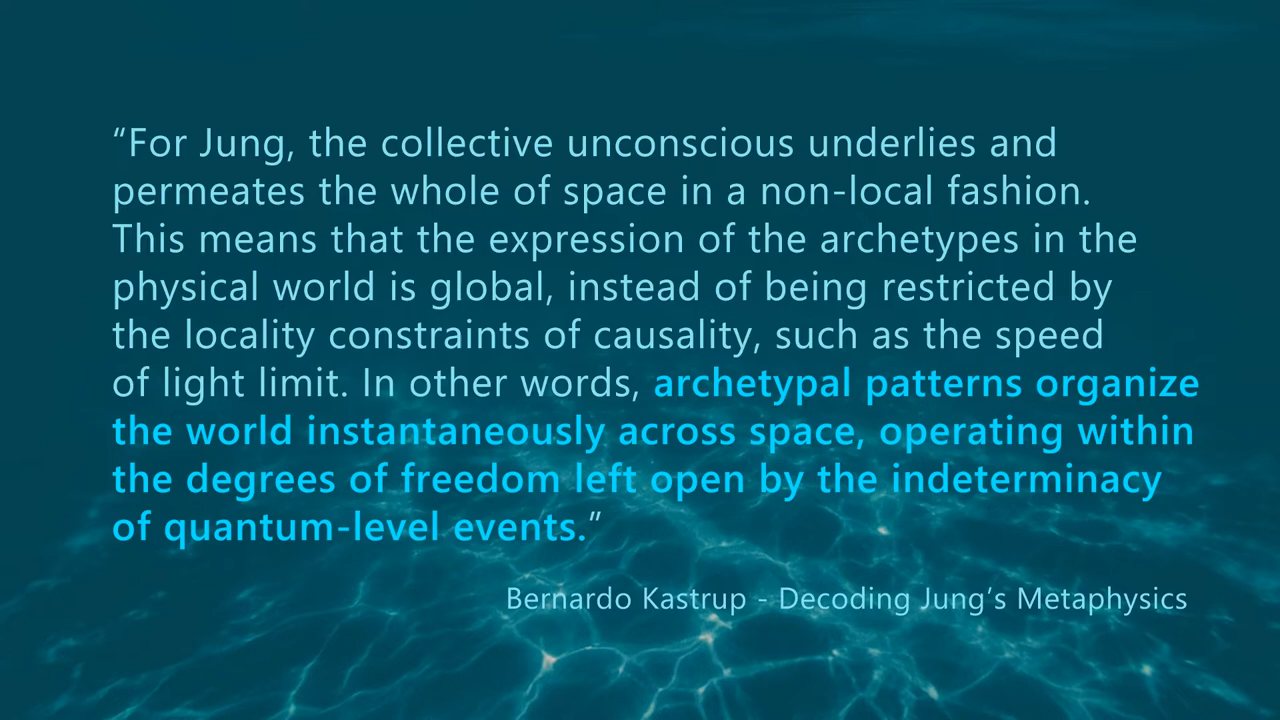 “For Jung, the collective unconscious underlies and
permeates the whole of space in a non-local fashion.
This means that the expression of the archetypes in the
physical world is global, instead of being restricted by
the locality constraints of causality, such as the speed
of light limit. In other words, archetypal patterns organize
the world instantaneously across space, operating within
the degrees of freedom left open by the indeterminacy
of quantum-level events.”
Bernardo Kastrup - Decoding Jung’s Metaphysics